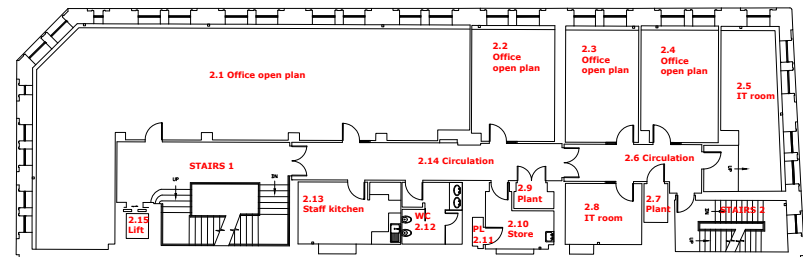 2.1 Office open plan
2.2
Office
open plan
2.3
Office
open plan
2.4
Office
open plan
2.5
IT room
STAIRS 1
2.14 Circulation
2.6 Circulation
UP
IN
2.13
Staff kitchen
2.15
Lift
WC
2.12
2.9
Plant
PL
2.11
2.10
Store
2.8
IT room
2.7
Plant
STAIRS 2